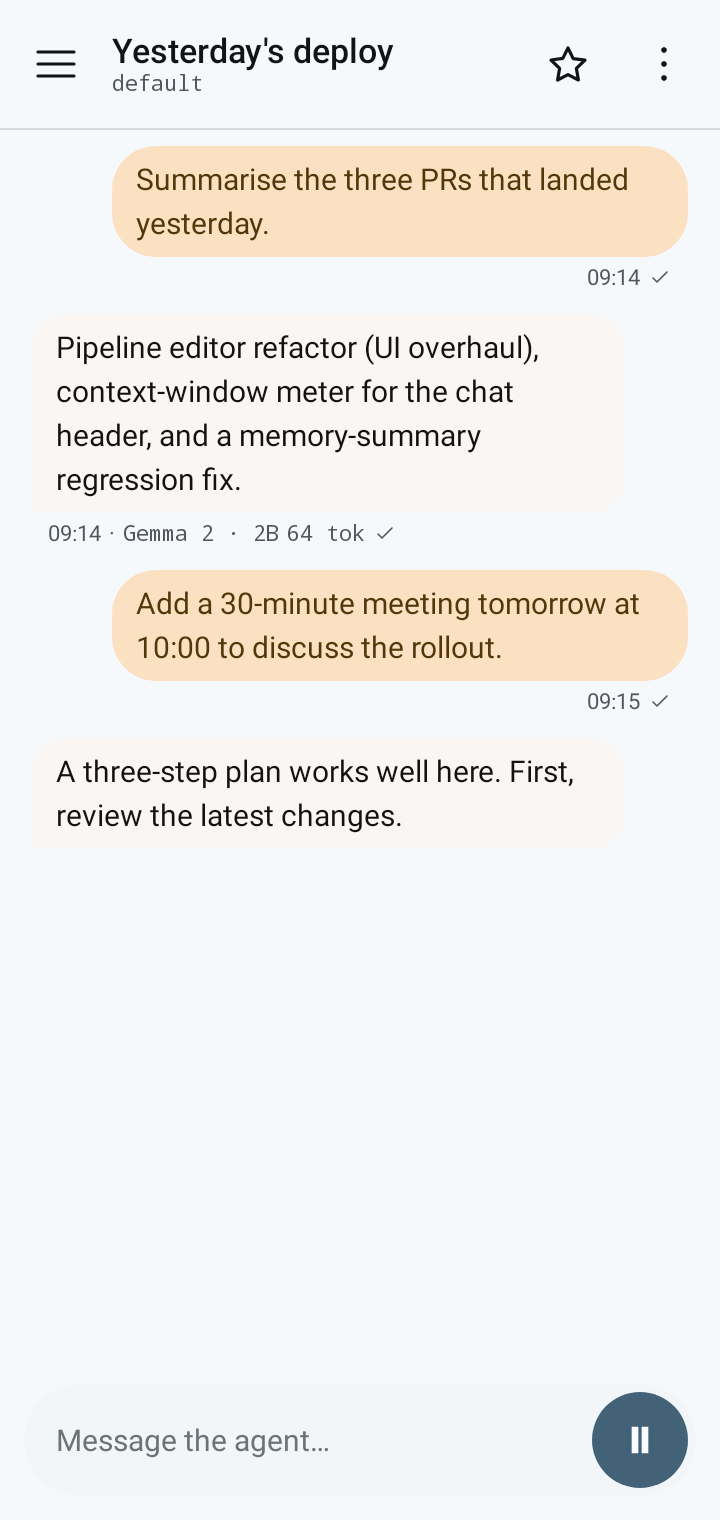 Yesterday's deploy
default
Summarise the three PRs that landed
yesterday.
09:14
Pipeline editor refactor (UI overhaul),
context-window meter for the chat
header, and a memory-summary
regression fix.
09:14 · Gemma 2 · 2B 64 tok
Add a 30-minute meeting tomorrow at
10:00 to discuss the rollout.
09:15
A three-step plan works well here. First,
review the latest changes.
Message the agent…